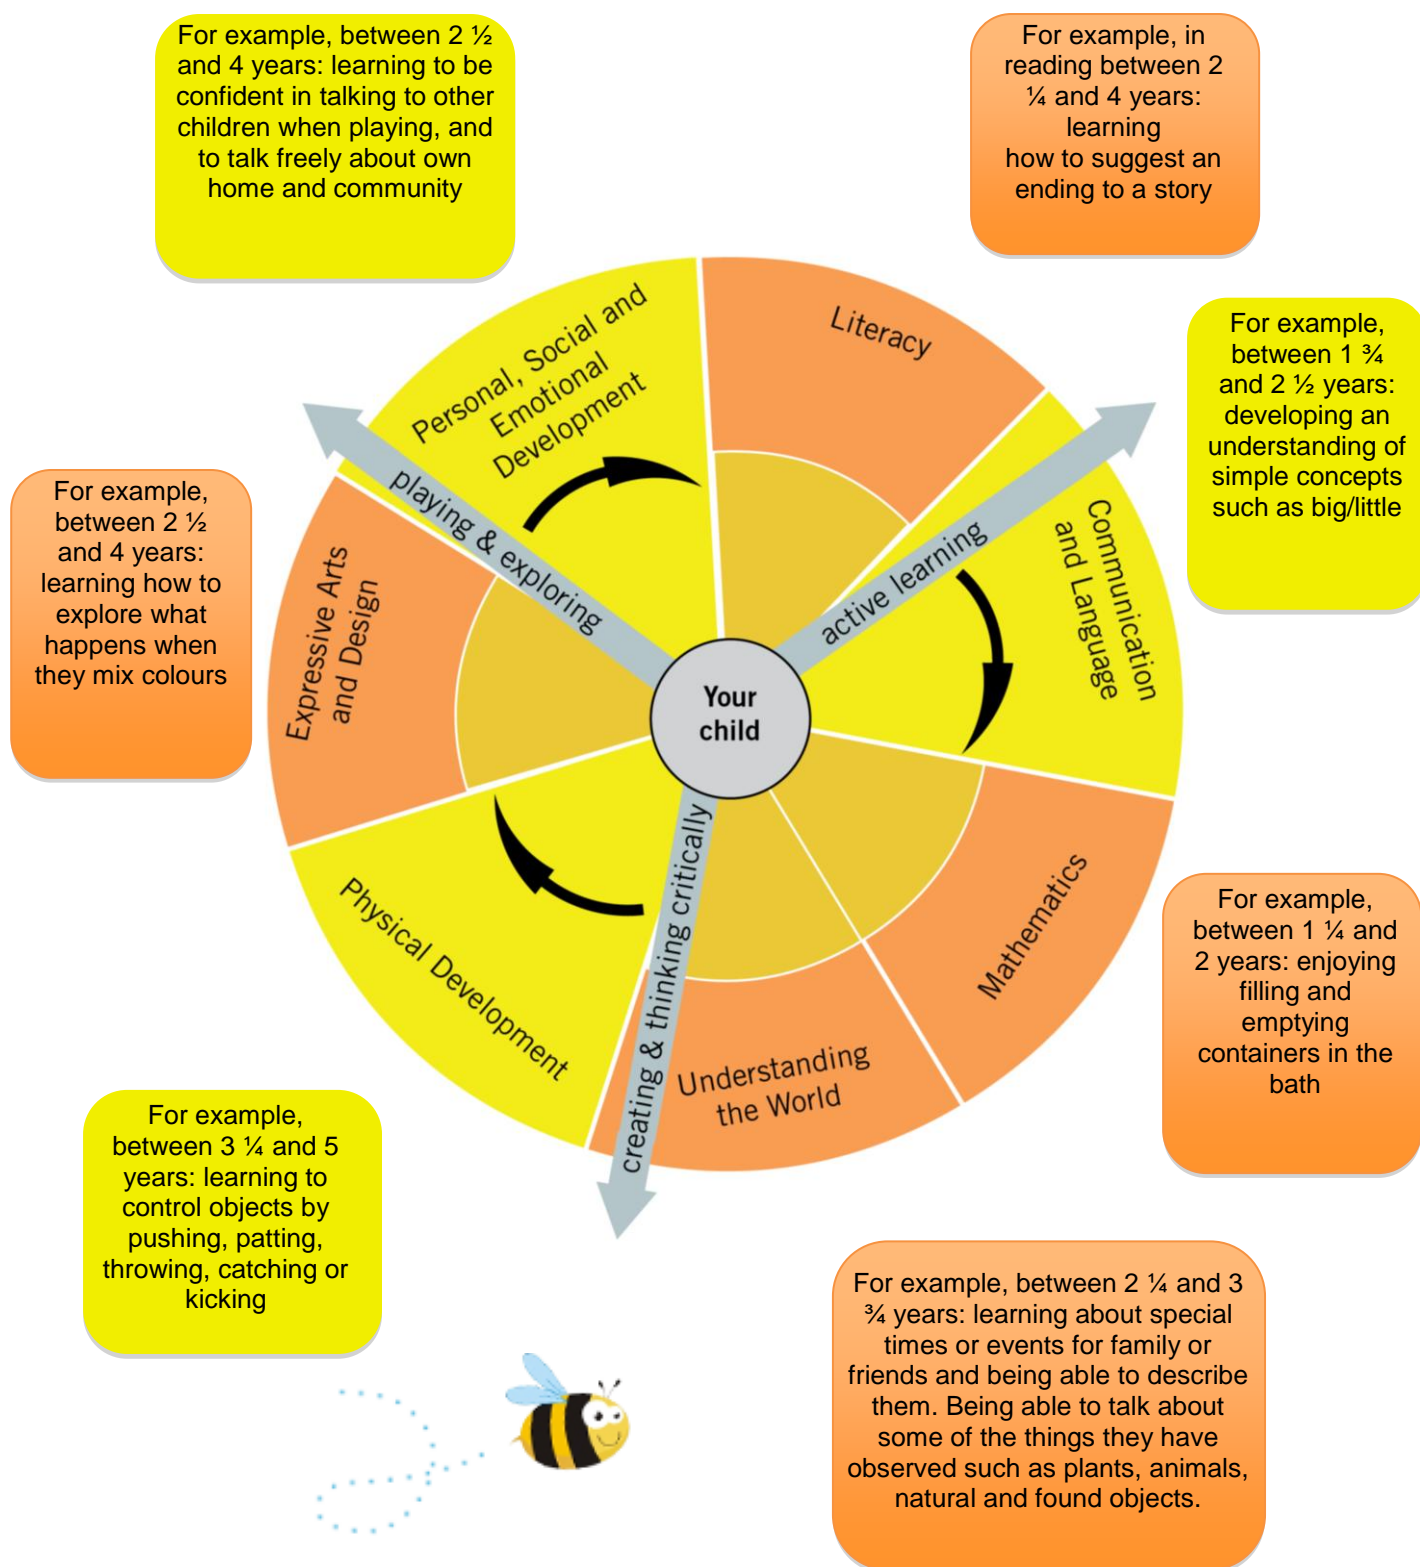 For example, between 2 ½
and 4 years: learning to be
confident in talking to other
children when playing, and
to talk freely about own
home and community
For example, in
reading between 2
¼ and 4 years:
learning
how to suggest an
ending to a story
For example,
between 1 ¾
and 2 ½ years:
developing an
understanding of
simple concepts
such as big/little
For example,
between 2 ½
and 4 years:
learning how to
explore what
happens when
they mix colours
Personal, Social and
Emotional
Development
Literacy
Communication
and Language
Expressive Arts
and Design
playing & exploring
active learning
Your
child
creating & thinking critically
Physical Development
Understanding
the World
Mathematics
For example,
between 1 ¼ and
2 years: enjoying
filling and
emptying
containers in the
bath
For example,
between 3 ¼ and 5
years: learning to
control objects by
pushing, patting,
throwing, catching or
kicking
For example, between 2 ¼ and 3
¾ years: learning about special
times or events for family or
friends and being able to describe
them. Being able to talk about
some of the things they have
observed such as plants, animals,
natural and found objects.